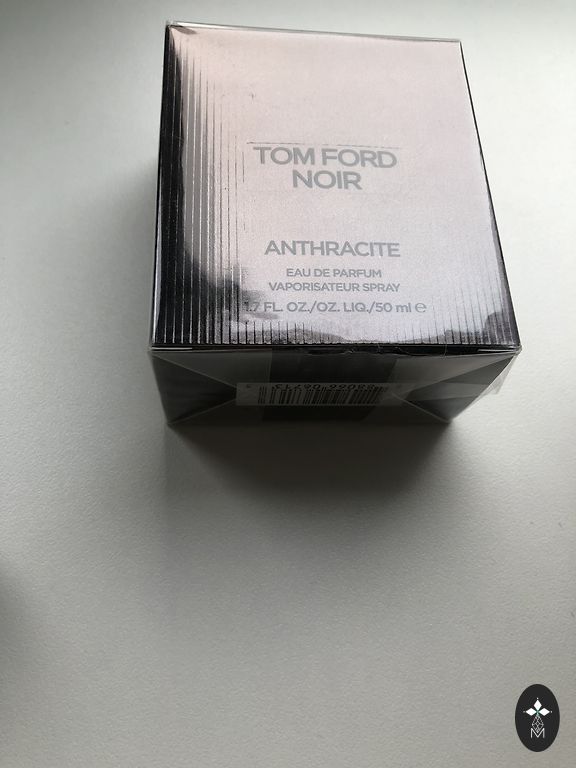 TOM FORD
NOIR
ANTHRACITE
EAU DE PARFUM
VAPORISATEUR SPRAY
1.7 FL. OZ./OZ. LIQ./50 ml ℮
M